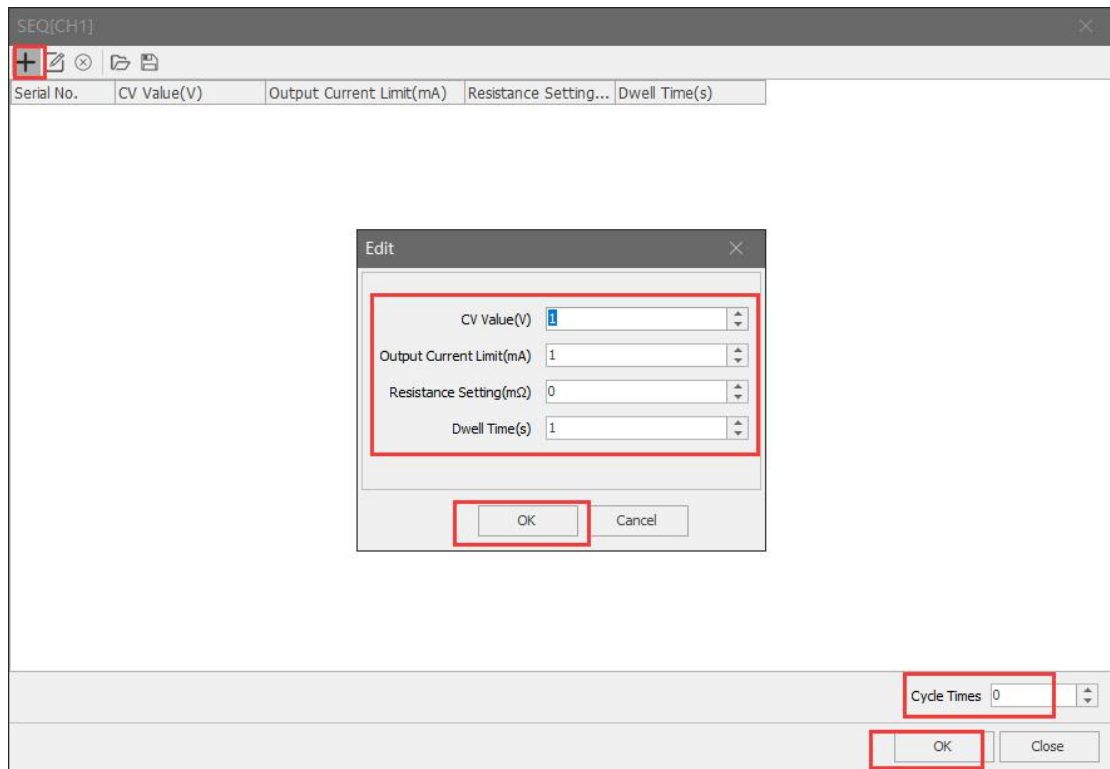 SEQ[CH1]
Serial No. CV Value(V) Output Current Limit(mA) Resistance Setting... Dwell Time(s)
Edit
CV Value(V) 1
Output Current Limit(mA) 1
Resistance Setting(mΩ) 0
Dwell Time(s) 1
OK Cancel
Cycle Times 0
OK Close